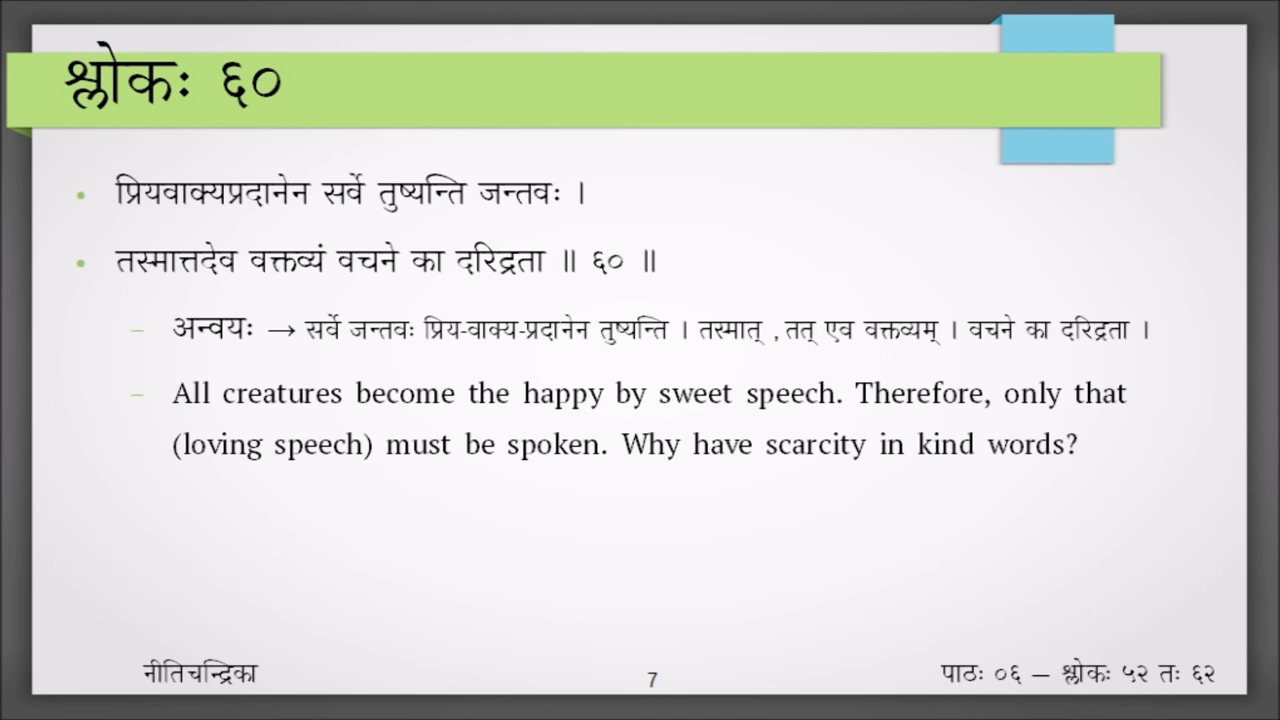 श्लोकः ६०
• प्रियवाक्यप्रदानेन सर्वे तुष्यन्ति जन्तवः ।
• तस्मात्तदेव वक्तव्यं वचने का दरिद्रता ॥ ६० ॥
– अन्वयः → सर्वे जन्तवः प्रिय-वाक्य-प्रदानेन तुष्यन्ति । तस्मात् , तत् एव वक्तव्यम् । वचने का दरिद्रता ।
– All creatures become the happy by sweet speech. Therefore, only that
(loving speech) must be spoken. Why have scarcity in kind words?
नीतिचन्द्रिका 7 पाठः ०६ – श्लोकः ५२ तः ६२